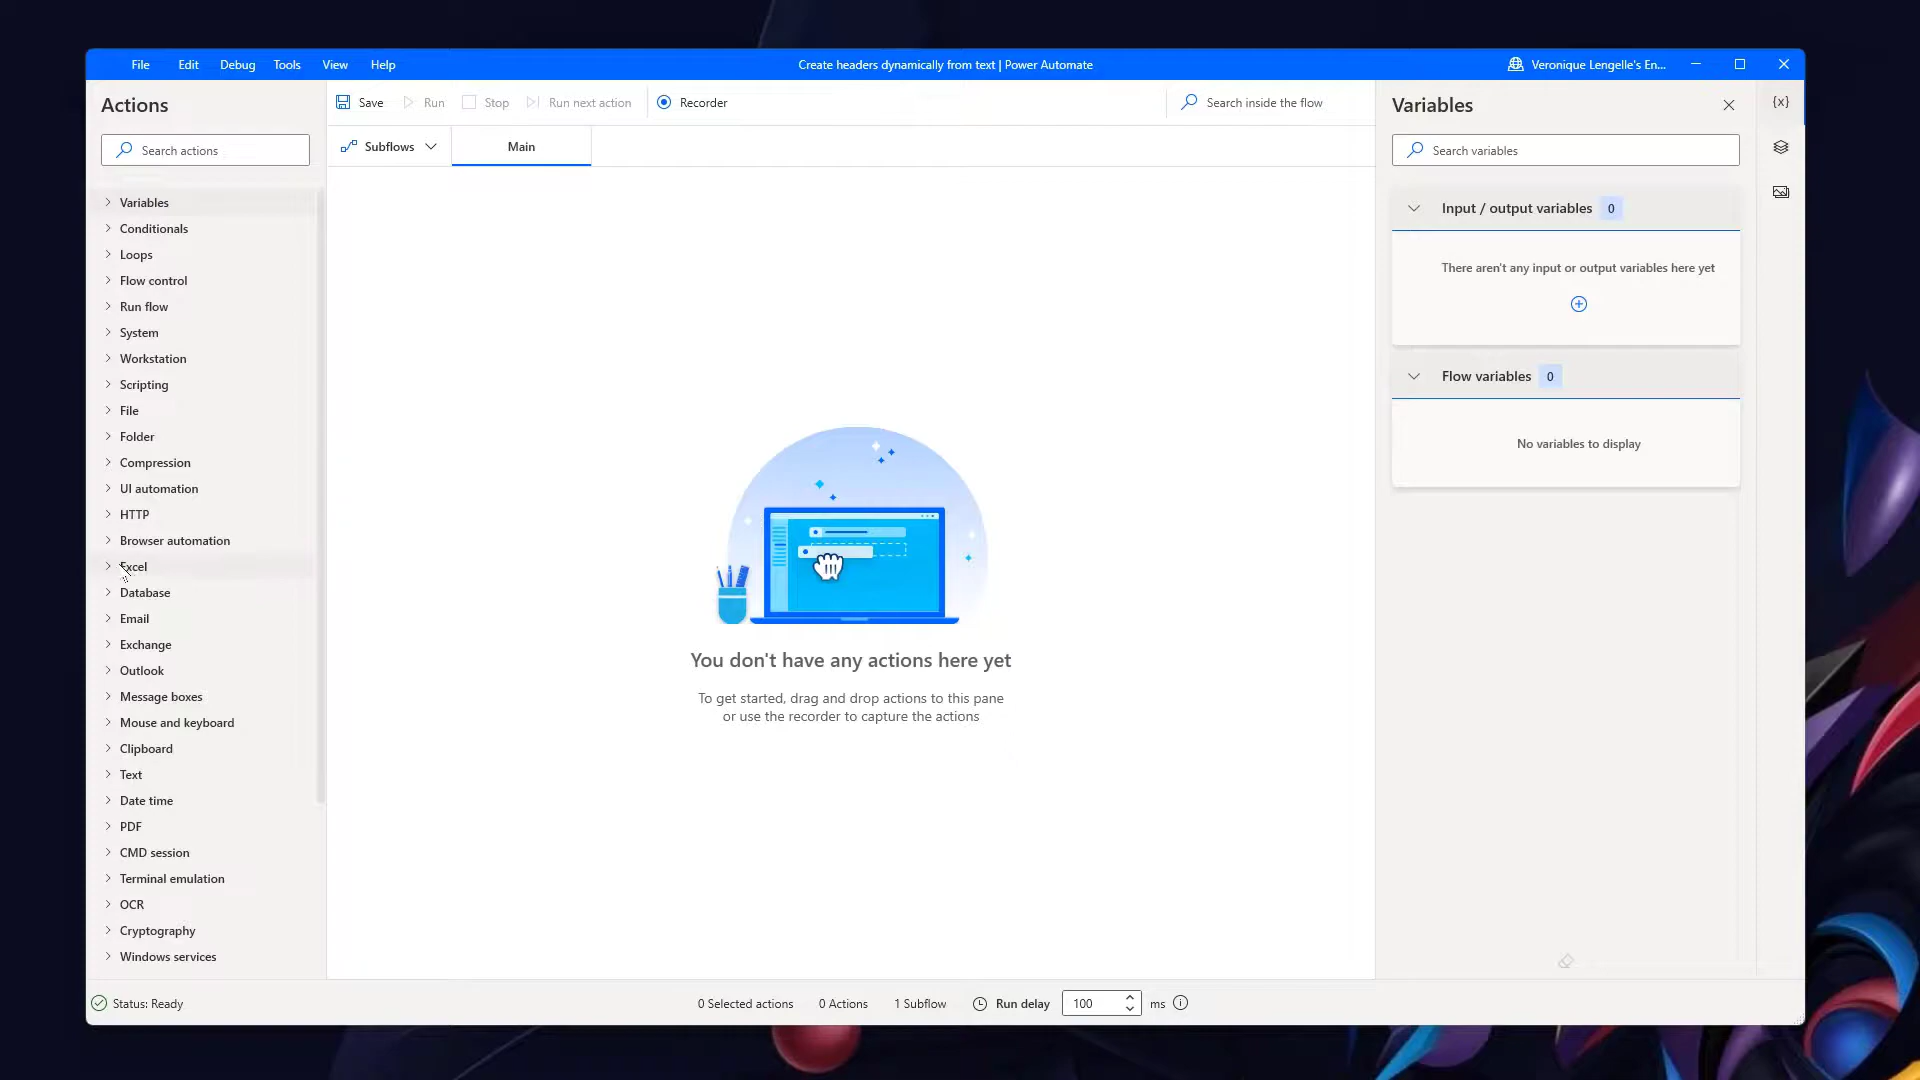 File Edit Debug Tools View Help
Create headers dynamically from text | Power Automate
Veronique Lengelle's En...
Actions
Search actions
Variables
Conditionals
Loops
Flow control
Run flow
System
Workstation
Scripting
File
Folder
Compression
UI automation
HTTP
Browser automation
Excel
Database
Email
Exchange
Outlook
Message boxes
Mouse and keyboard
Clipboard
Text
Date time
PDF
CMD session
Terminal emulation
OCR
Cryptography
Windows services
Save Run Stop Run next action Recorder
Search inside the flow
Subflows Main
You don't have any actions here yet
To get started, drag and drop actions to this pane
or use the recorder to capture the actions
Variables
{x}
Search variables
Input / output variables 0
There aren't any input or output variables here yet
Flow variables 0
No variables to display
Status: Ready
0 Selected actions 0 Actions 1 Subflow Run delay 100 ms